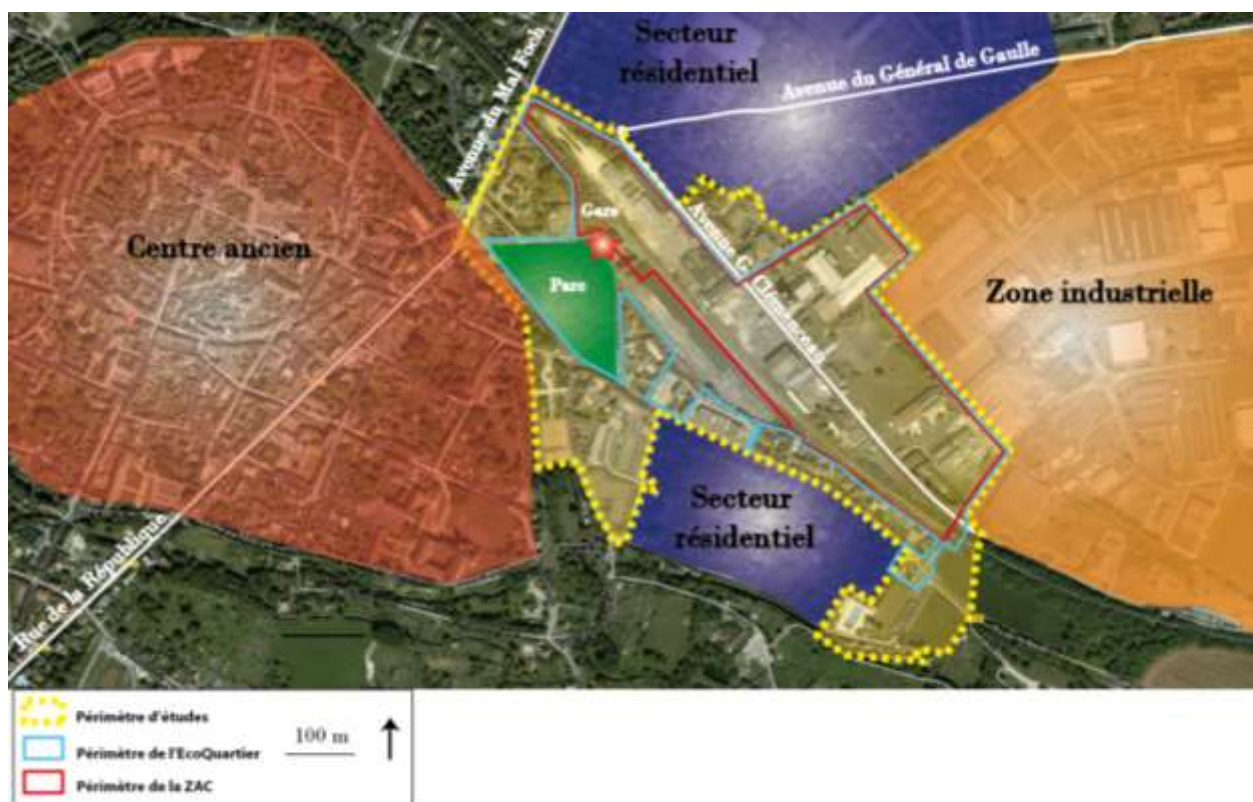 Secteur
résidentiel
Avenue du Général de Gaulle
Avenue du Mal Foch
Gare
Centre ancien
Parc
Avenue G. Clémenceau
Zone industrielle
Secteur
résidentiel
Rue de la République
Périmètre d'études
Périmètre de l'EcoQuartier
Périmètre de la ZAC
100 m